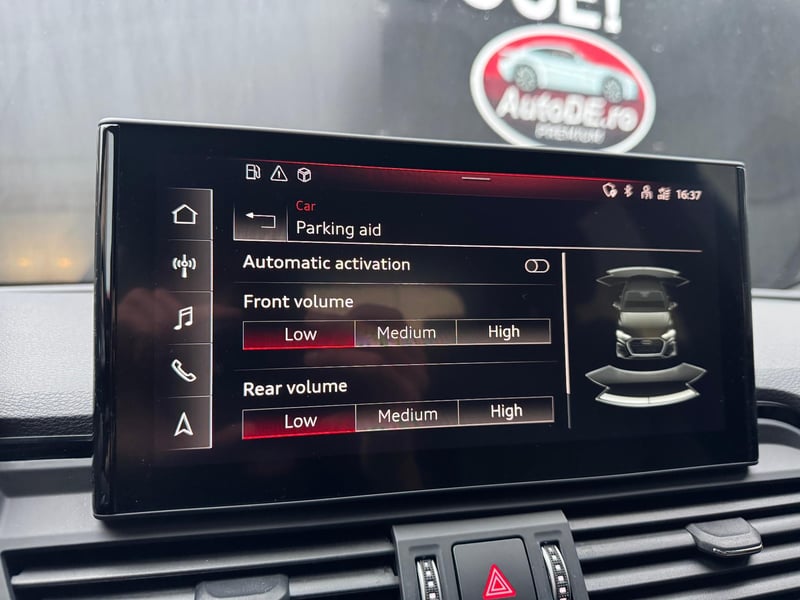 AutoDE.ro
PREMIUM
16:37
Car
Parking aid
Automatic activation
Front volume
Low Medium High
Rear volume
Low Medium High